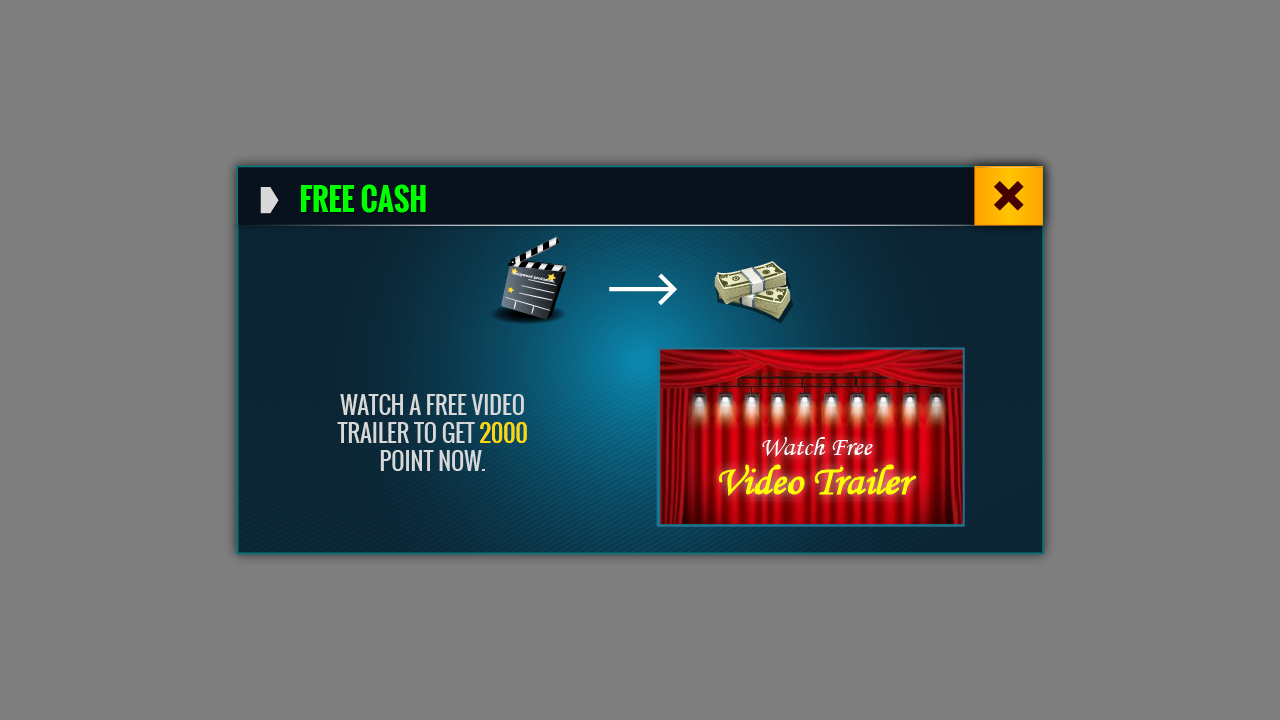 FREE CASH
WATCH A FREE VIDEO
TRAILER TO GET 2000
POINT NOW.
Watch Free
Video Trailer